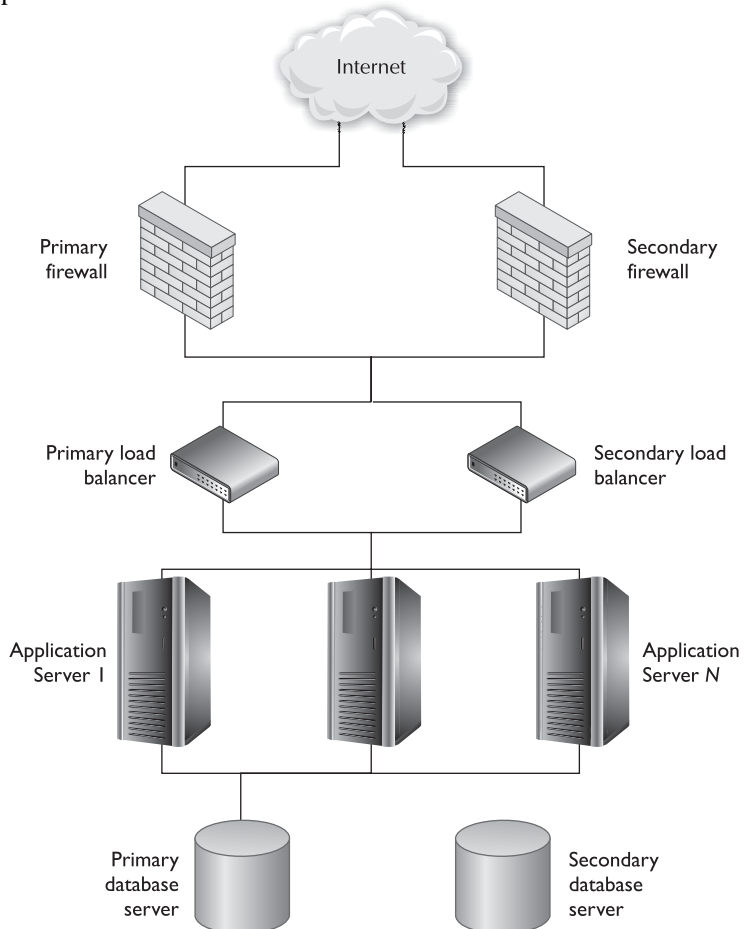 Internet
Primary
firewall
Secondary
firewall
Primary load
balancer
Secondary load
balancer
Application
Server 1
Application
Server N
Primary
database
server
Secondary
database
server